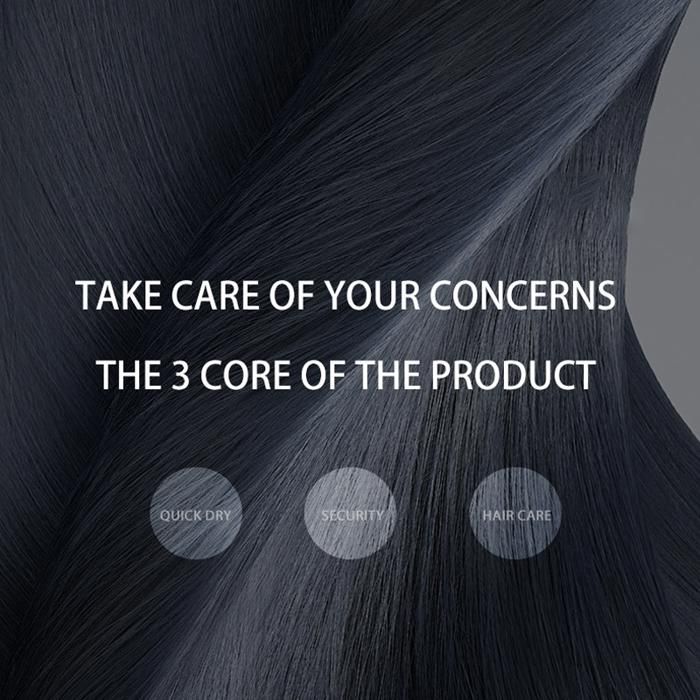 TAKE CARE OF YOUR CONCERNS
THE 3 CORE OF THE PRODUCT
QUICK DRY
SECURITY
HAIR CARE